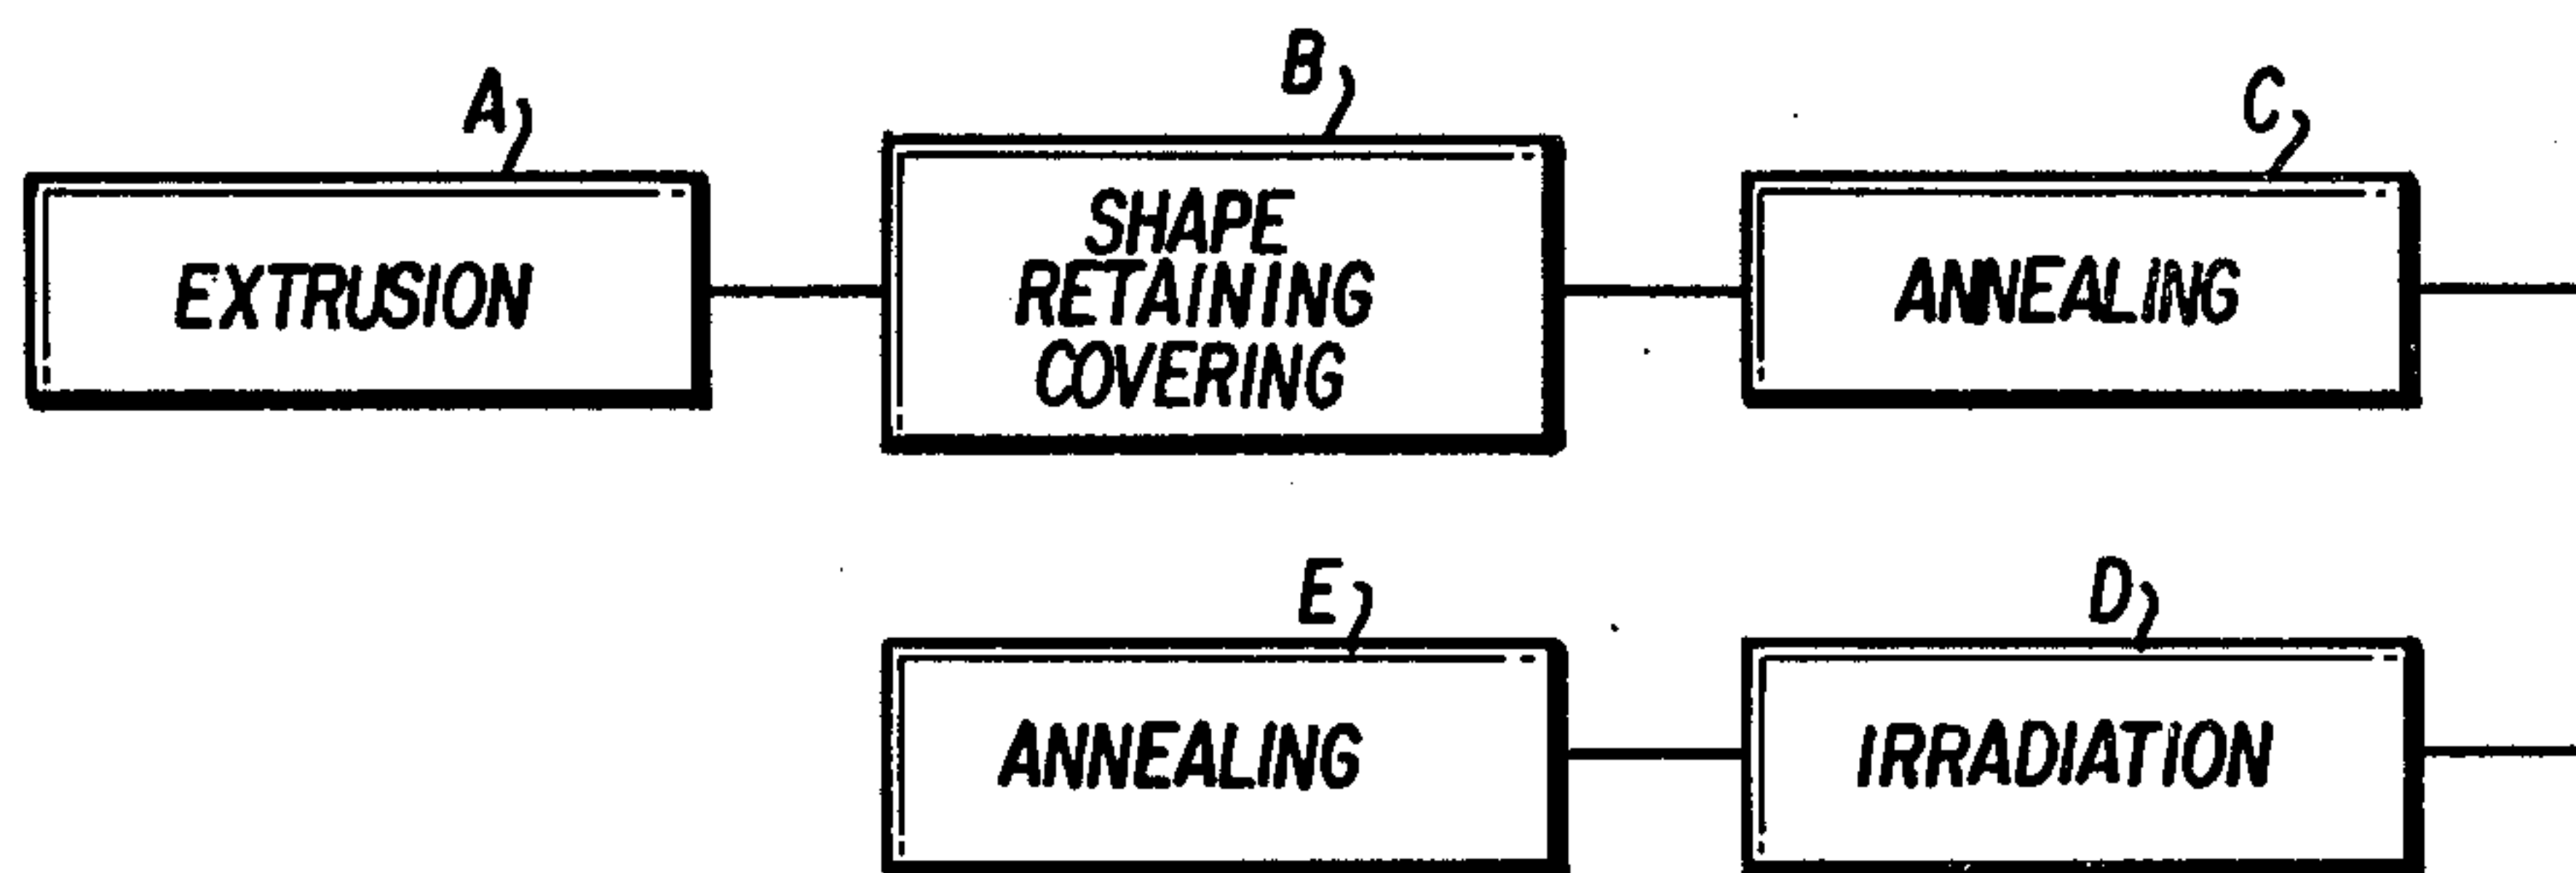 A
EXTRUSION
B
SHAPE
RETAINING
COVERING
C
ANNEALING
D
IRRADIATION
E
ANNEALING